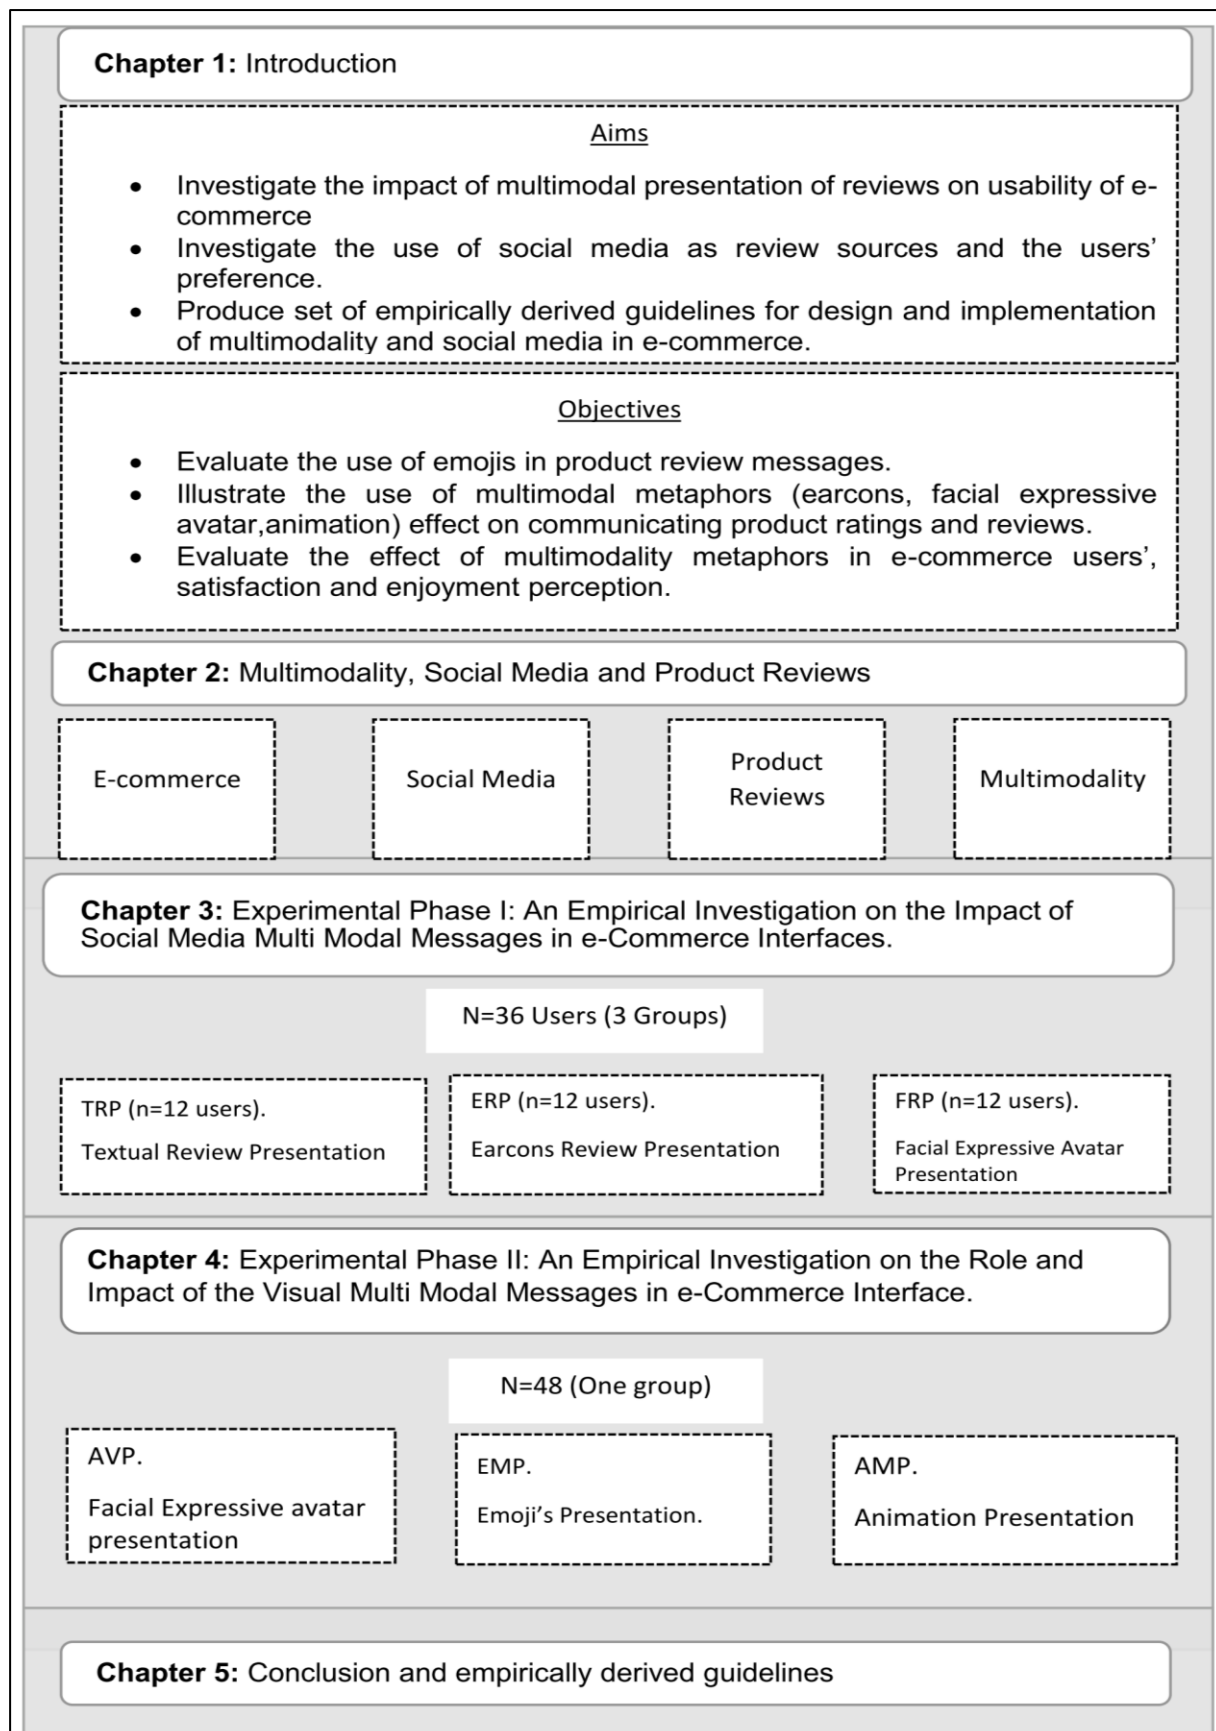 Chapter 1: Introduction
Aims
• Investigate the impact of multimodal presentation of reviews on usability of e-
commerce
• Investigate the use of social media as review sources and the users’
preference.
• Produce set of empirically derived guidelines for design and implementation
of multimodality and social media in e-commerce.
Objectives
• Evaluate the use of emojis in product review messages.
• Illustrate the use of multimodal metaphors (earcons, facial expressive
avatar,animation) effect on communicating product ratings and reviews.
• Evaluate the effect of multimodality metaphors in e-commerce users’,
satisfaction and enjoyment perception.
Chapter 2: Multimodality, Social Media and Product Reviews
E-commerce
Social Media
Product
Reviews
Multimodality
Chapter 3: Experimental Phase I: An Empirical Investigation on the Impact of
Social Media Multi Modal Messages in e-Commerce Interfaces.
N=36 Users (3 Groups)
TRP (n=12 users).
Textual Review Presentation
ERP (n=12 users).
Earcons Review Presentation
FRP (n=12 users).
Facial Expressive Avatar
Presentation
Chapter 4: Experimental Phase II: An Empirical Investigation on the Role and
Impact of the Visual Multi Modal Messages in e-Commerce Interface.
N=48 (One group)
AVP.
Facial Expressive avatar
presentation
EMP.
Emoji’s Presentation.
AMP.
Animation Presentation
Chapter 5: Conclusion and empirically derived guidelines